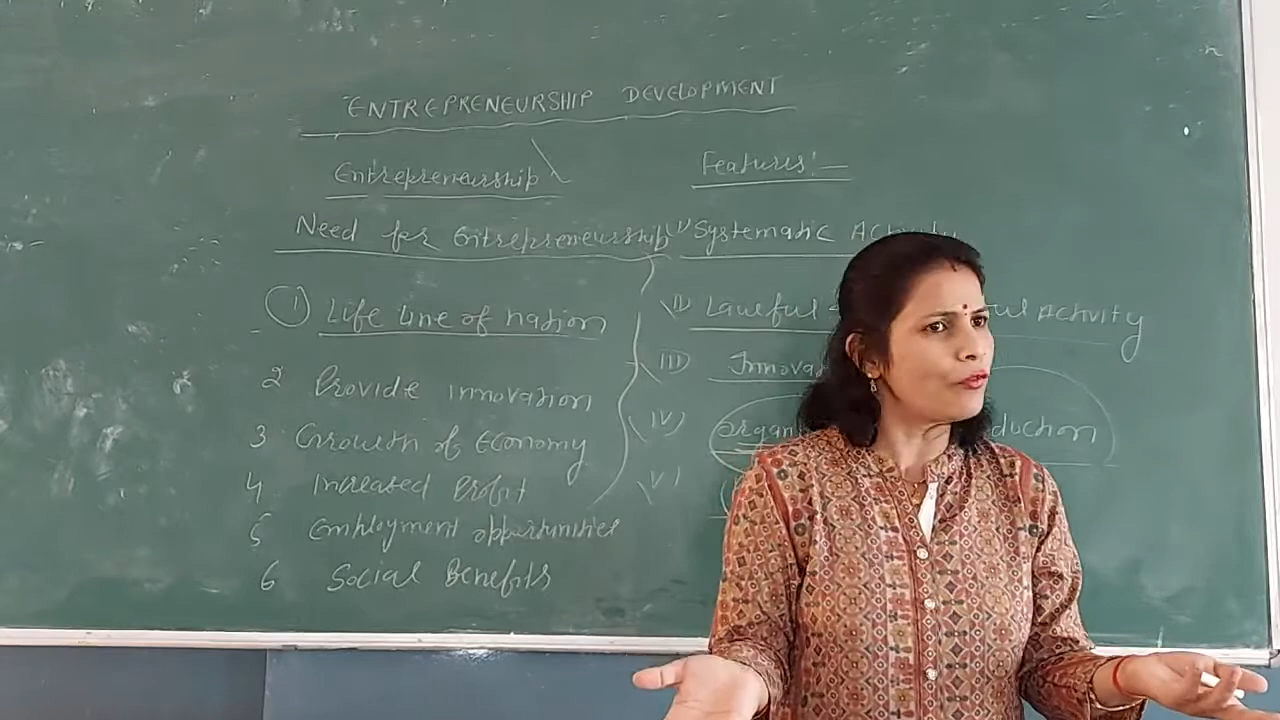 ENTREPRENEURSHIP DEVELOPMENT
Entrepreneurship
Need for Entrepreneurship
1 Life Line of nation
2 Provide innovation
3 Growth of Economy
4 Increased Profit
5 Employment opportunities
6 Social Benefits
Features:-
I) Systematic
II) Lawful Activity
III)
IV)
V)